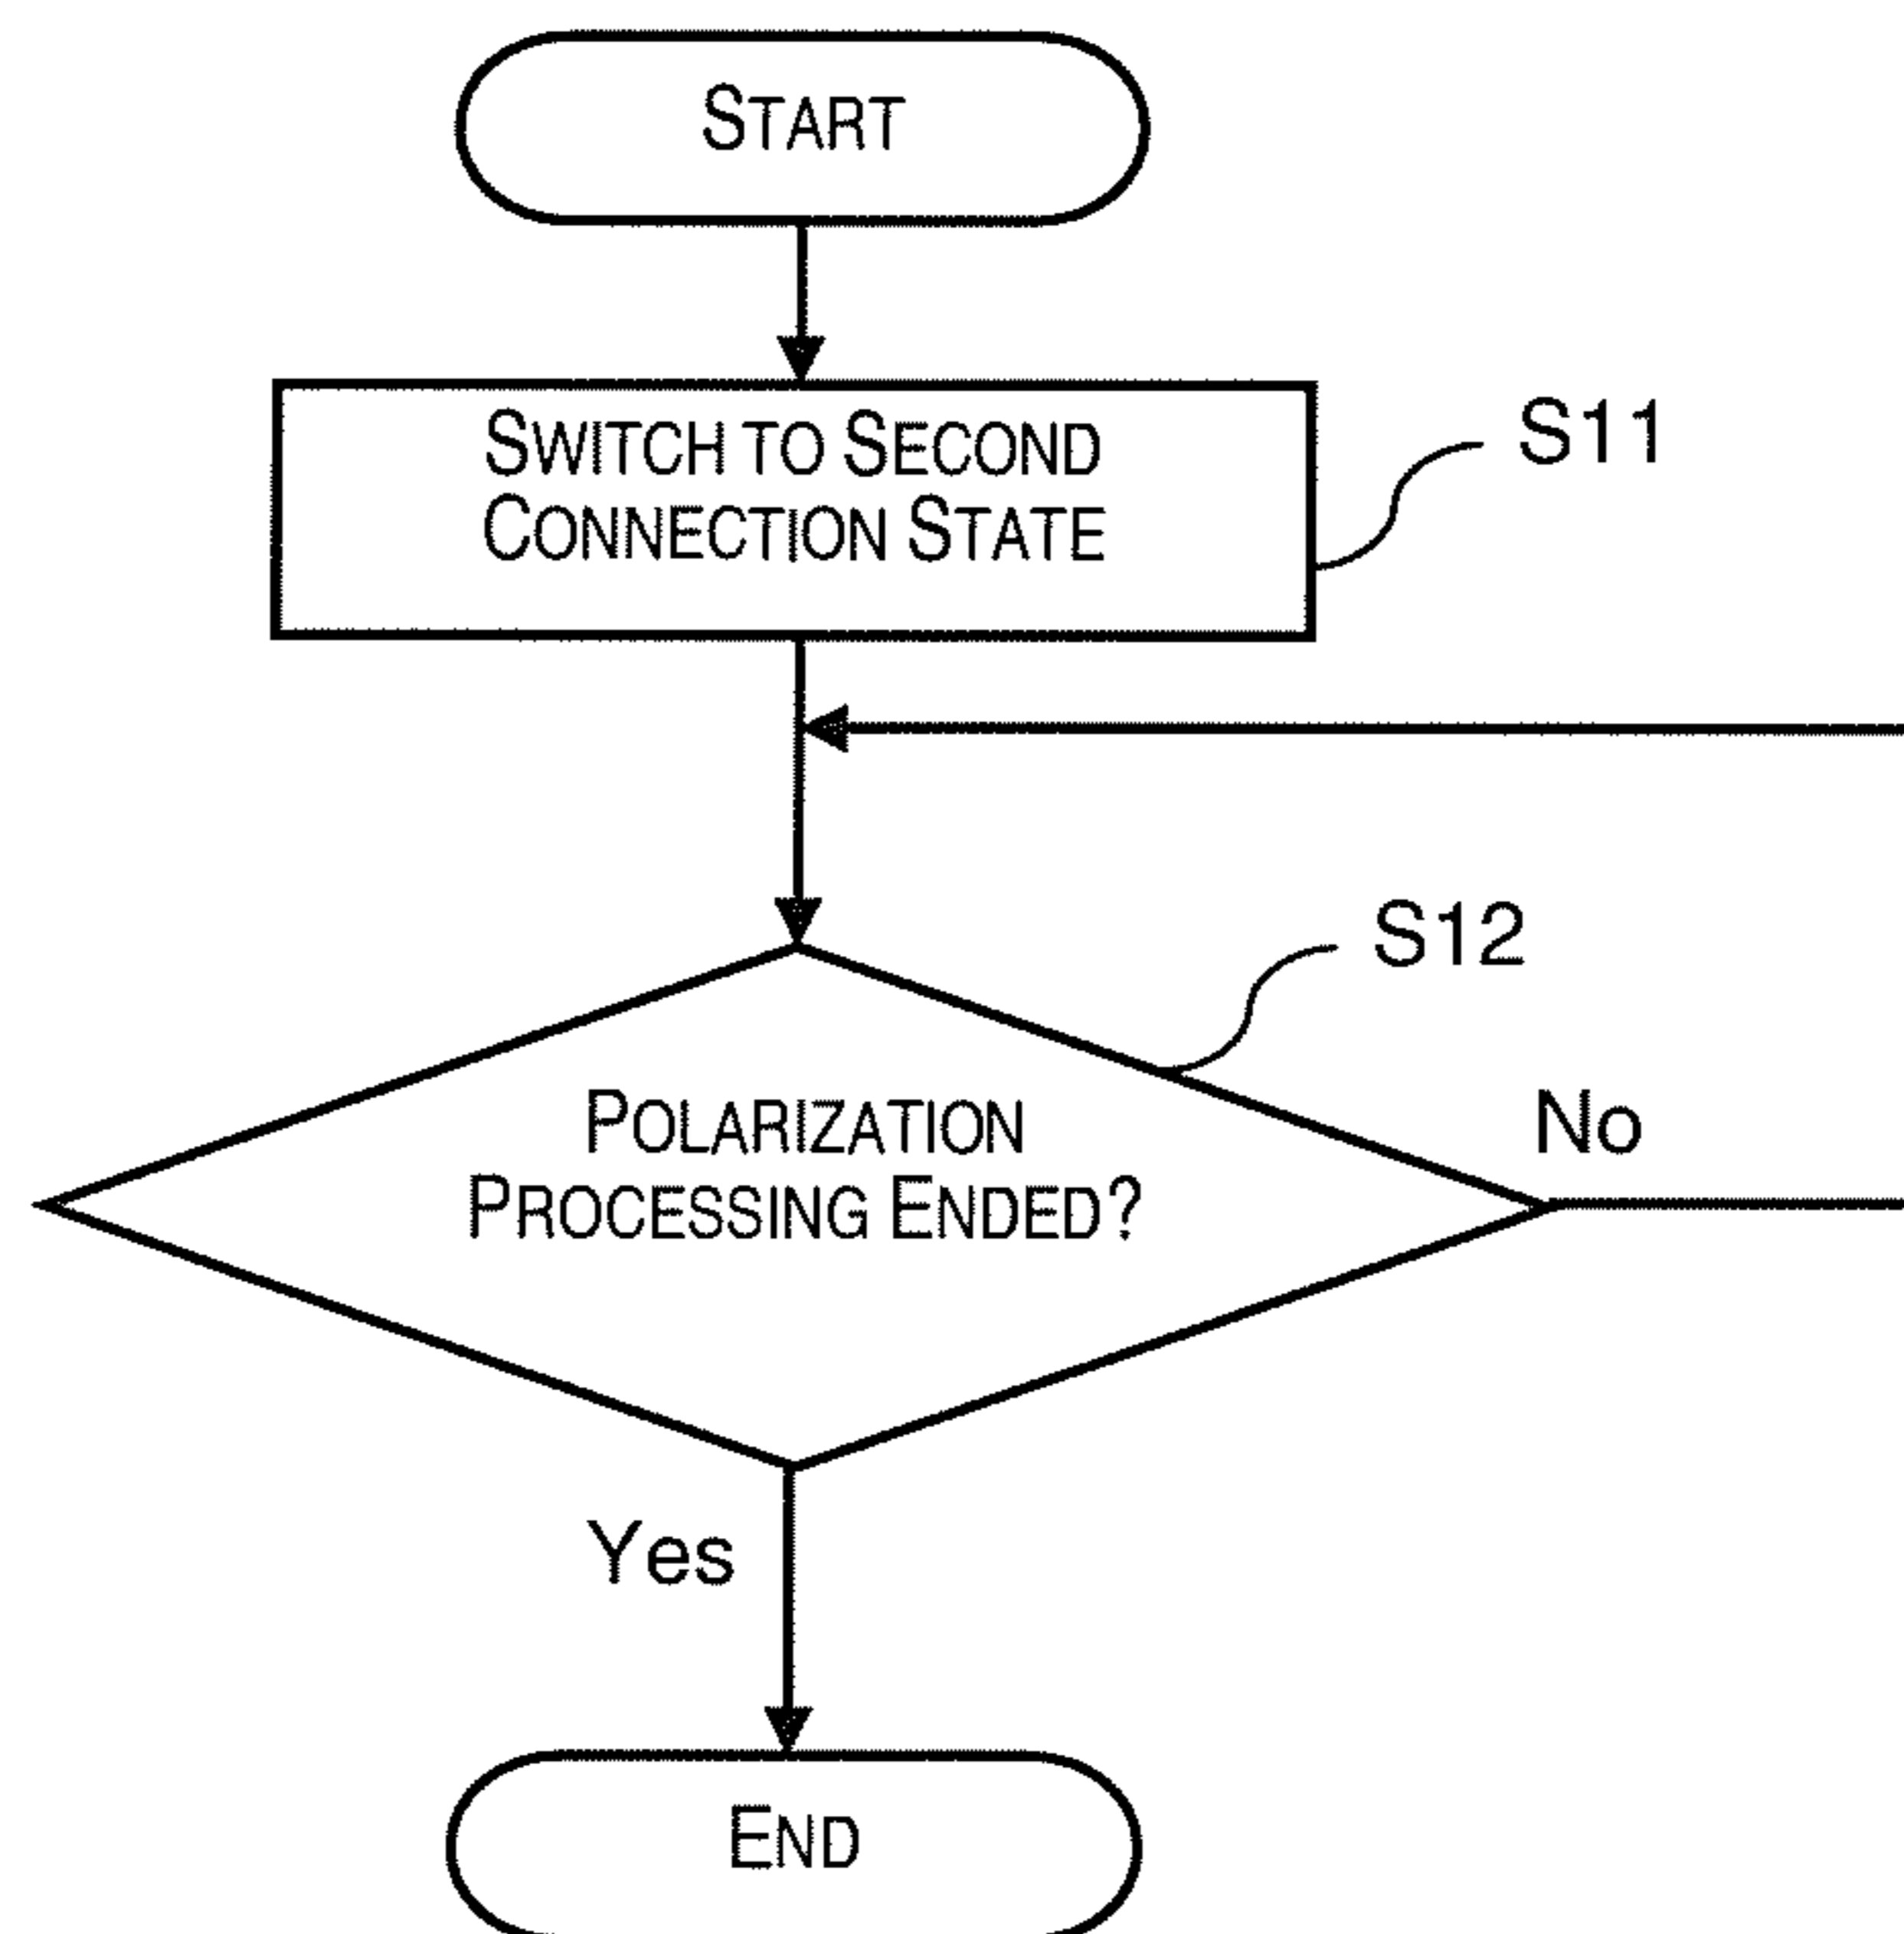 START
SWITCH TO SECOND
CONNECTION STATE
S11
S12
POLARIZATION
PROCESSING ENDED?
No
Yes
END